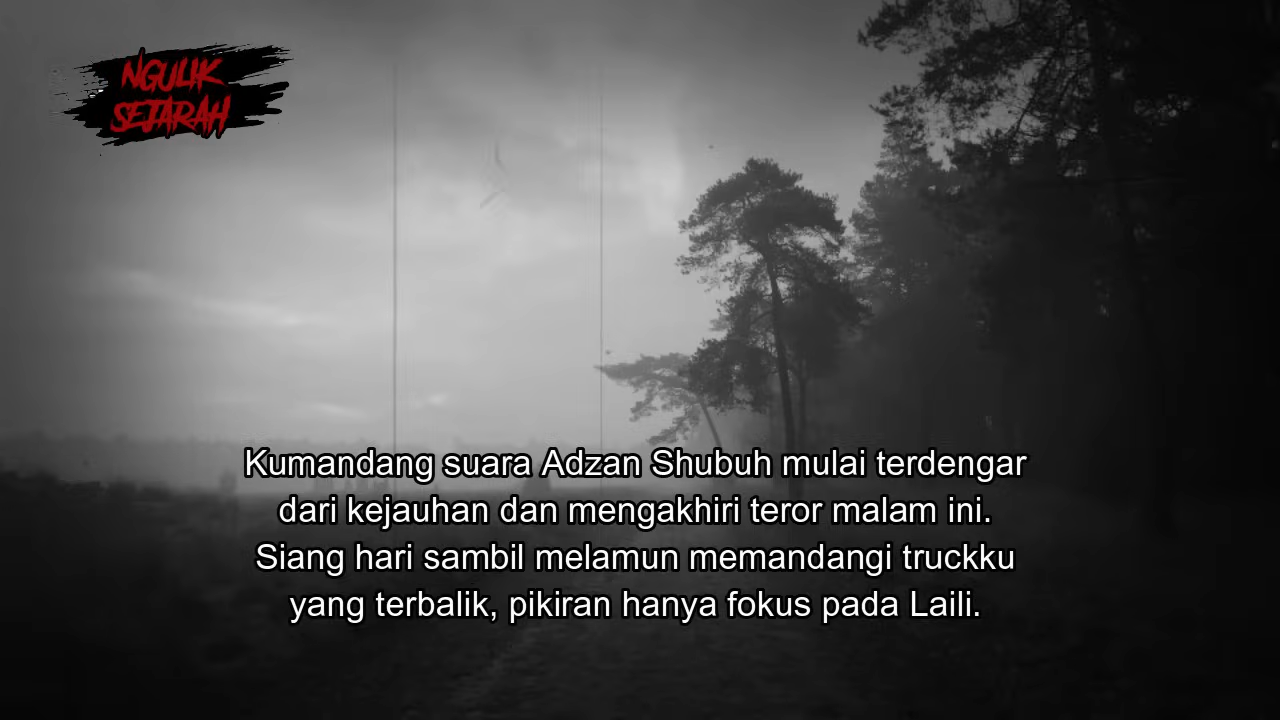 NGULIK
SEJARAH
Kumandang suara Adzan Shubuh mulai terdengar
dari kejauhan dan mengakhiri teror malam ini.
Siang hari sambil melamun memandangi truckku
yang terbalik, pikiran hanya fokus pada Laili.